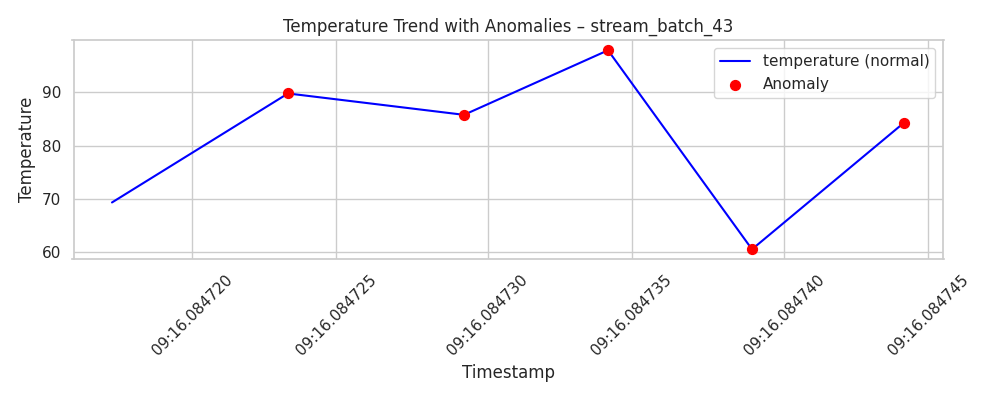 Temperature Trend with Anomalies – stream_batch_43
temperature (normal)
Anomaly
Temperature
90
80
70
60
09:16.084720
09:16.084725
09:16.084730
09:16.084735
09:16.084740
09:16.084745
Timestamp